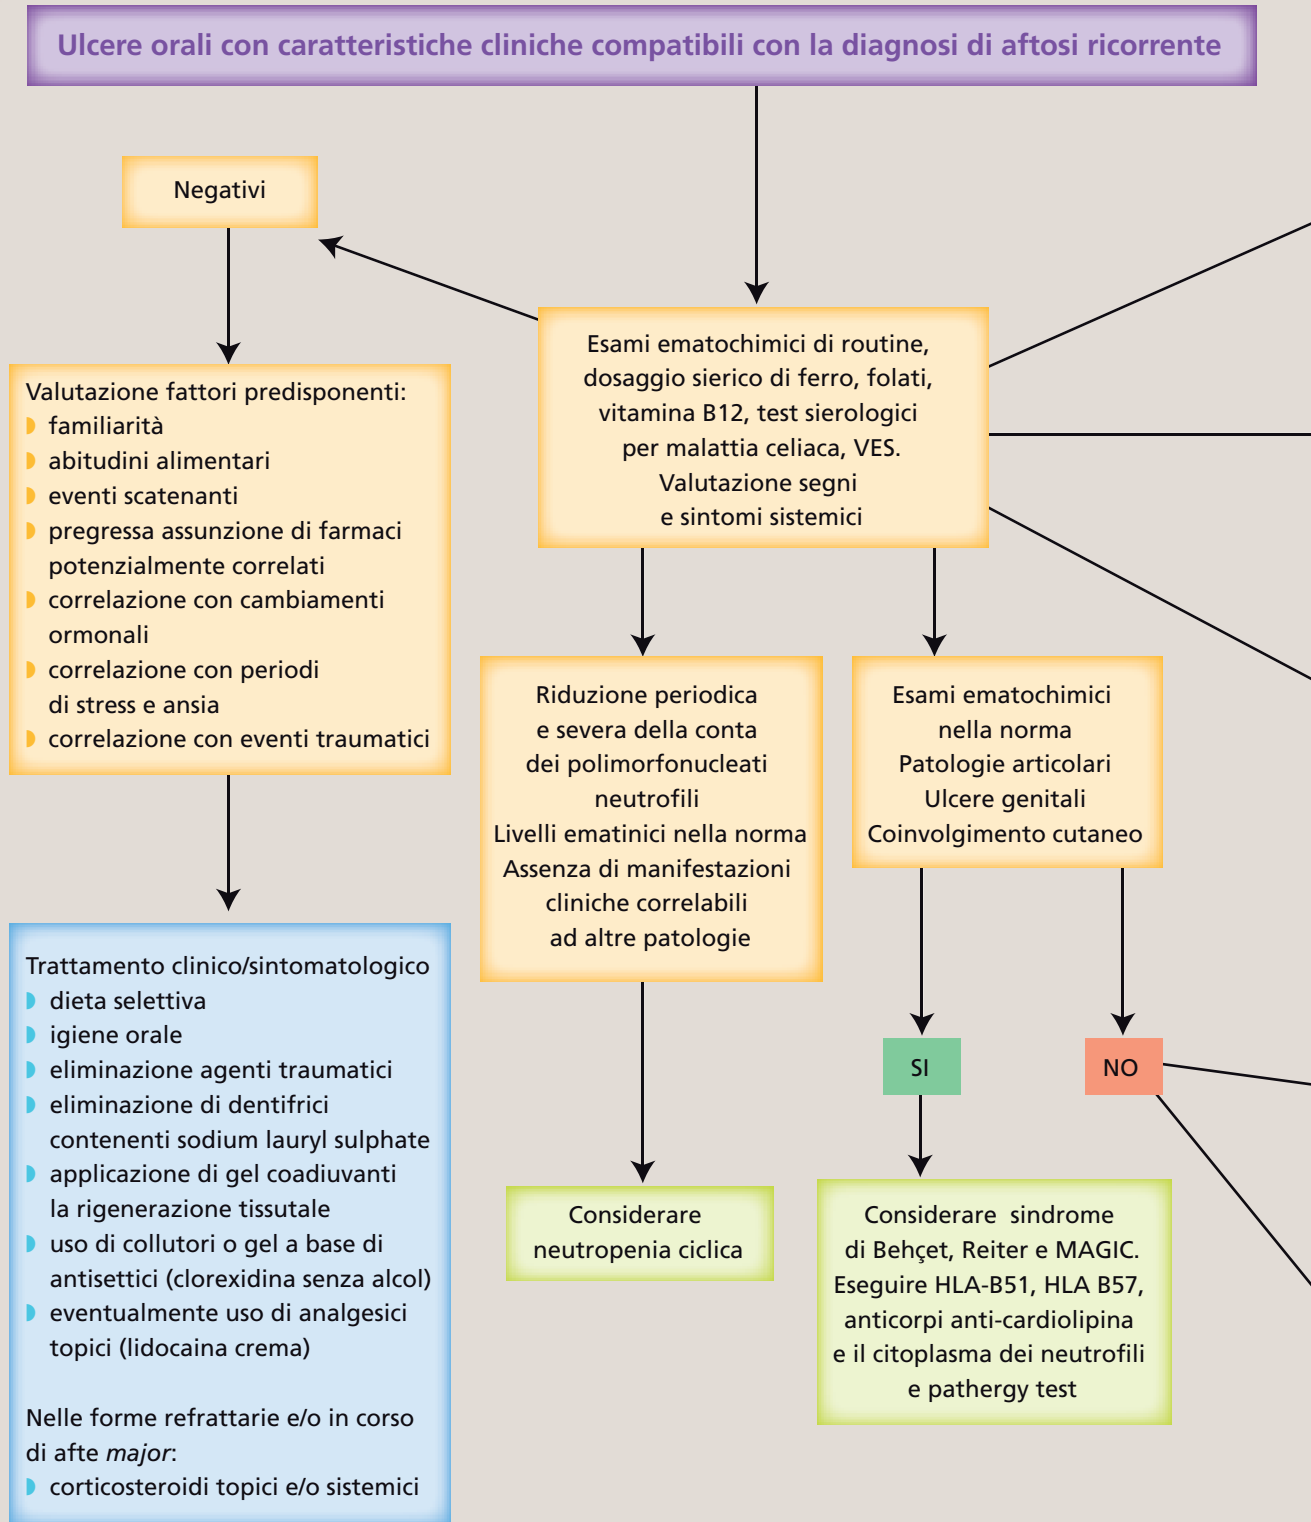 Ulcere orali con caratteristiche cliniche compatibili con la diagnosi di aftosi ricorrente
Negativi
Esami ematochimici di routine,
dosaggio sierico di ferro, folati,
vitamina B12, test sierologici
per malattia celiaca, VES.
Valutazione segni
e sintomi sistemici
Valutazione fattori predisponenti:
familiarità
abitudini alimentari
eventi scatenanti
pregressa assunzione di farmaci
potenzialmente correlati
correlazione con cambiamenti
ormonali
correlazione con periodi
di stress e ansia
correlazione con eventi traumatici
Riduzione periodica
e severa della conta
dei polimorfonucleati
neutrofili
Livelli ematinici nella norma
Assenza di manifestazioni
cliniche correlabili
ad altre patologie
Esami ematochimici
nella norma
Patologie articolari
Ulcere genitali
Coinvolgimento cutaneo
Trattamento clinico/sintomatologico
dieta selettiva
igiene orale
eliminazione agenti traumatici
eliminazione di dentifrici
contenenti sodium lauryl sulphate
applicazione di gel coadiuvanti
la rigenerazione tissutale
uso di collutori o gel a base di
antisettici (clorexidina senza alcol)
eventualmente uso di analgesici
topici (lidocaina crema)
Nelle forme refrattarie e/o in corso
di afte major:
corticosteroidi topici e/o sistemici
SI
NO
Considerare
neutropenia ciclica
Considerare sindrome
di Behçet, Reiter e MAGIC.
Eseguire HLA-B51, HLA B57,
anticorpi anti-cardiolipina
e il citoplasma dei neutrofili
e pathergy test